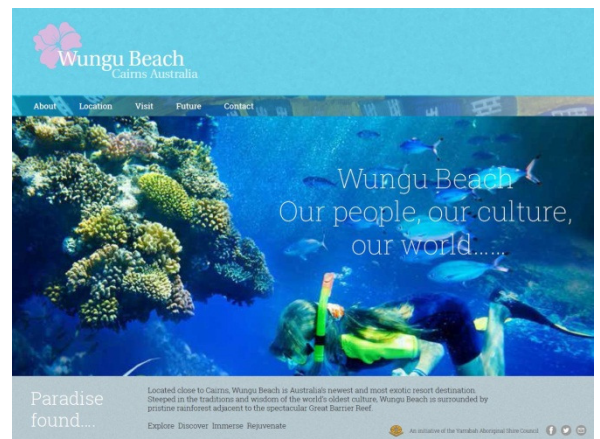 Wungu Beach
Cairns Australia
About Location Visit Future Contact
Wungu Beach
Our people, our culture,
our world......
Paradise
found....
Located close to Cairns, Wungu Beach is Australia's newest and most exotic resort destination.
Steeped in the traditions and wisdom of the world's oldest culture, Wungu Beach is surrounded by
pristine rainforest adjacent to the spectacular Great Barrier Reef.
Explore Discover Immerse Rejuvenate
An initiative of the Yarrabah Aboriginal Shire Council